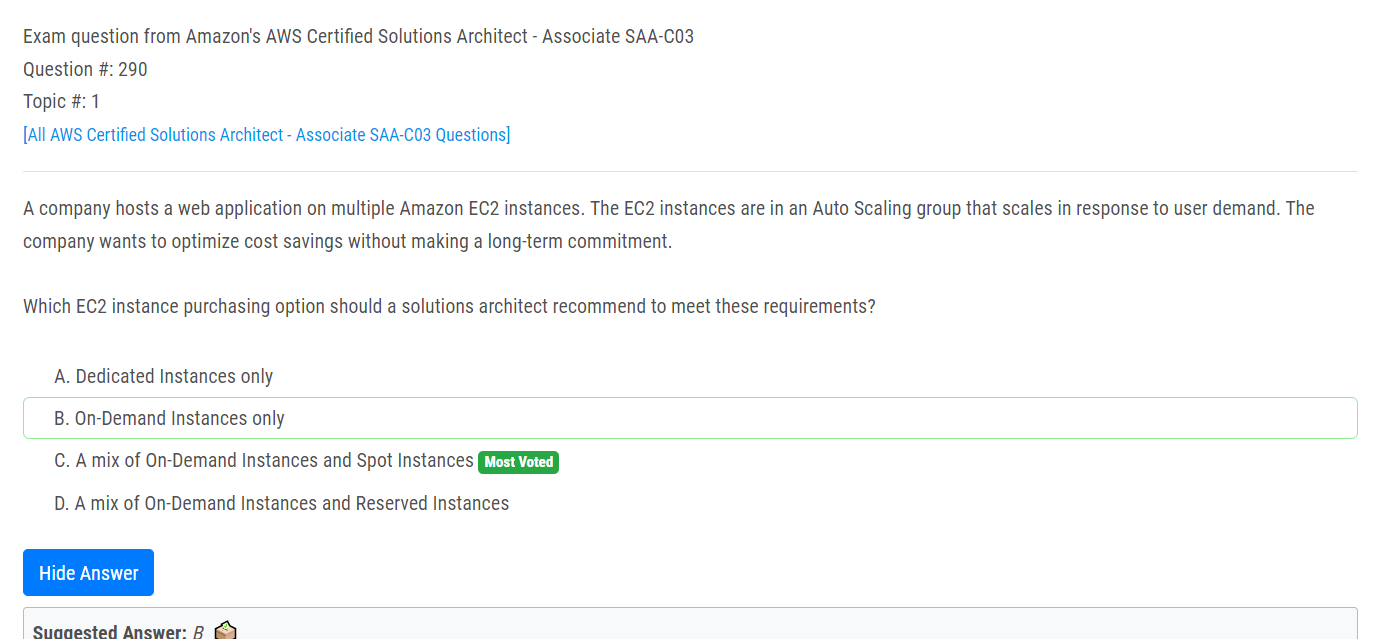 Exam question from Amazon's AWS Certified Solutions Architect - Associate SAA-C03
Question #: 290
Topic #: 1
[All AWS Certified Solutions Architect - Associate SAA-C03 Questions]
A company hosts a web application on multiple Amazon EC2 instances. The EC2 instances are in an Auto Scaling group that scales in response to user demand. The
company wants to optimize cost savings without making a long-term commitment.
Which EC2 instance purchasing option should a solutions architect recommend to meet these requirements?
A. Dedicated Instances only
B. On-Demand Instances only
C. A mix of On-Demand Instances and Spot Instances Most Voted
D. A mix of On-Demand Instances and Reserved Instances
Hide Answer
Suggested Answer: B